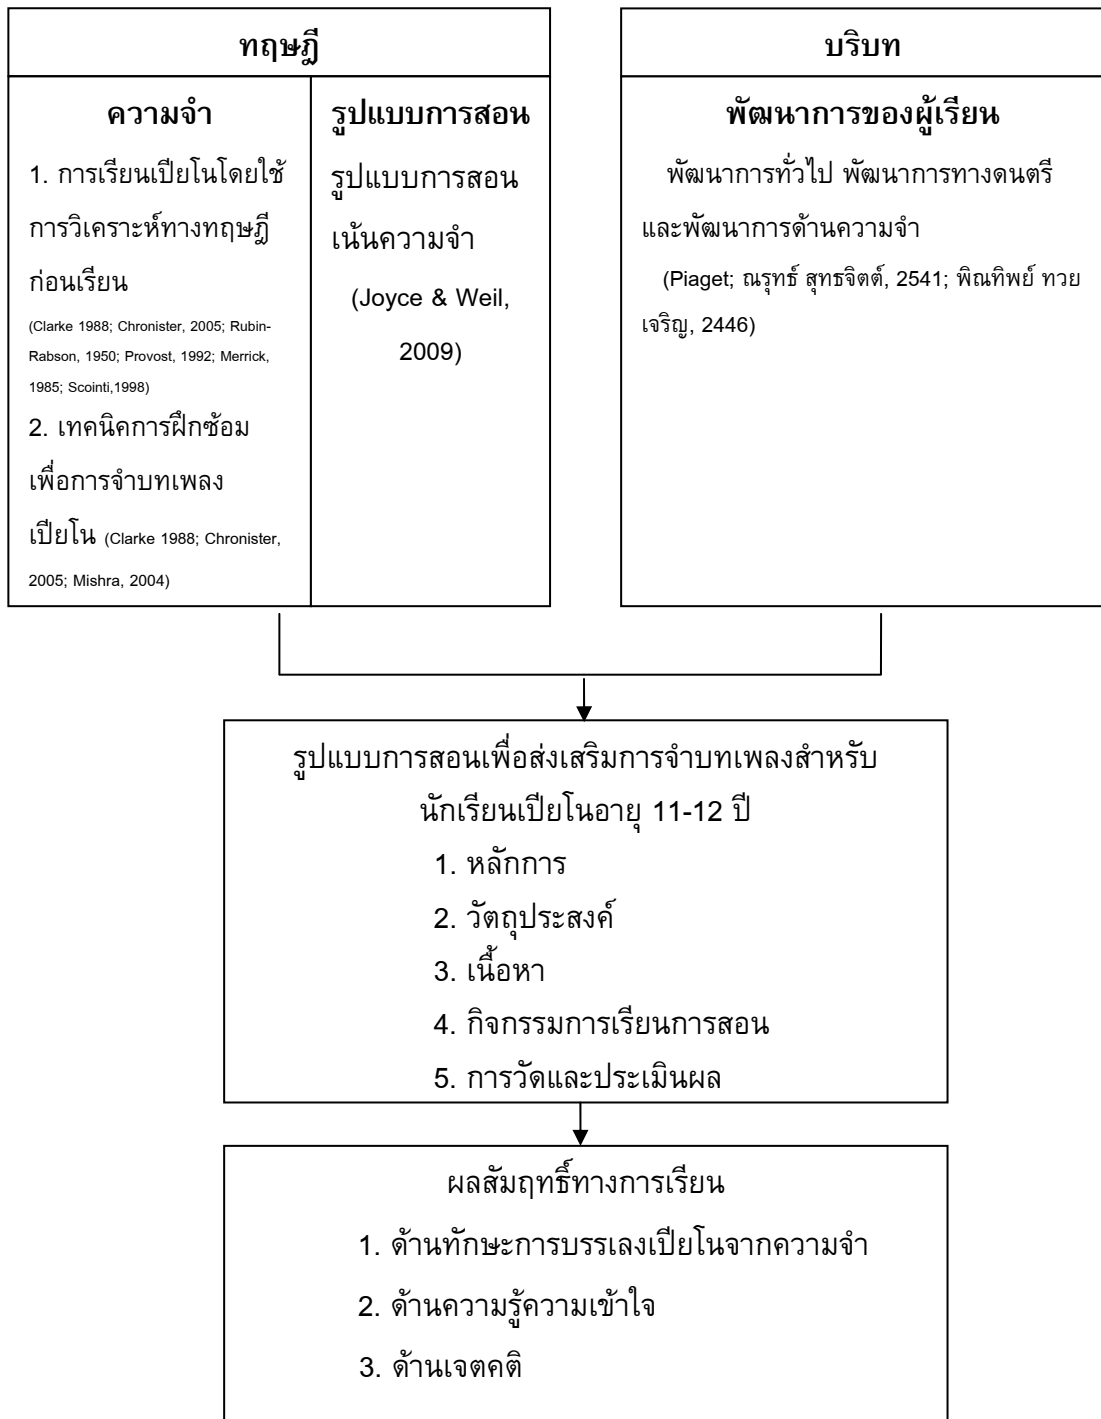 ทฤษฎี
ความจำ
1. การเรียนเปียโนโดยใช้
การวิเคราะห์ทางทฤษฎี
ก่อนเรียน
(Clarke 1988; Chronister, 2005; Rubin-
Rabson, 1950; Provost, 1992; Merrick,
1985; Scointi,1998)
2. เทคนิคการฝึกซ้อม
เพื่อการจำบทเพลง
เปียโน (Clarke 1988; Chronister,
2005; Mishra, 2004)
รูปแบบการสอน
รูปแบบการสอน
เน้นความจำ
(Joyce & Weil,
2009)
บริบท
พัฒนาการของผู้เรียน
พัฒนาการทั่วไป พัฒนาการทางดนตรี
และพัฒนาการด้านความจำ
(Piaget; ณรุทธ์ สุทธจิตต์, 2541; พิณทิพย์ ทวย
เจริญ, 2446)
รูปแบบการสอนเพื่อส่งเสริมการจำบทเพลงสำหรับ
นักเรียนเปียโนอายุ 11-12 ปี
1. หลักการ
2. วัตถุประสงค์
3. เนื้อหา
4. กิจกรรมการเรียนการสอน
5. การวัดและประเมินผล
ผลสัมฤทธิ์ทางการเรียน
1. ด้านทักษะการบรรเลงเปียโนจากความจำ
2. ด้านความรู้ความเข้าใจ
3. ด้านเจตคติ